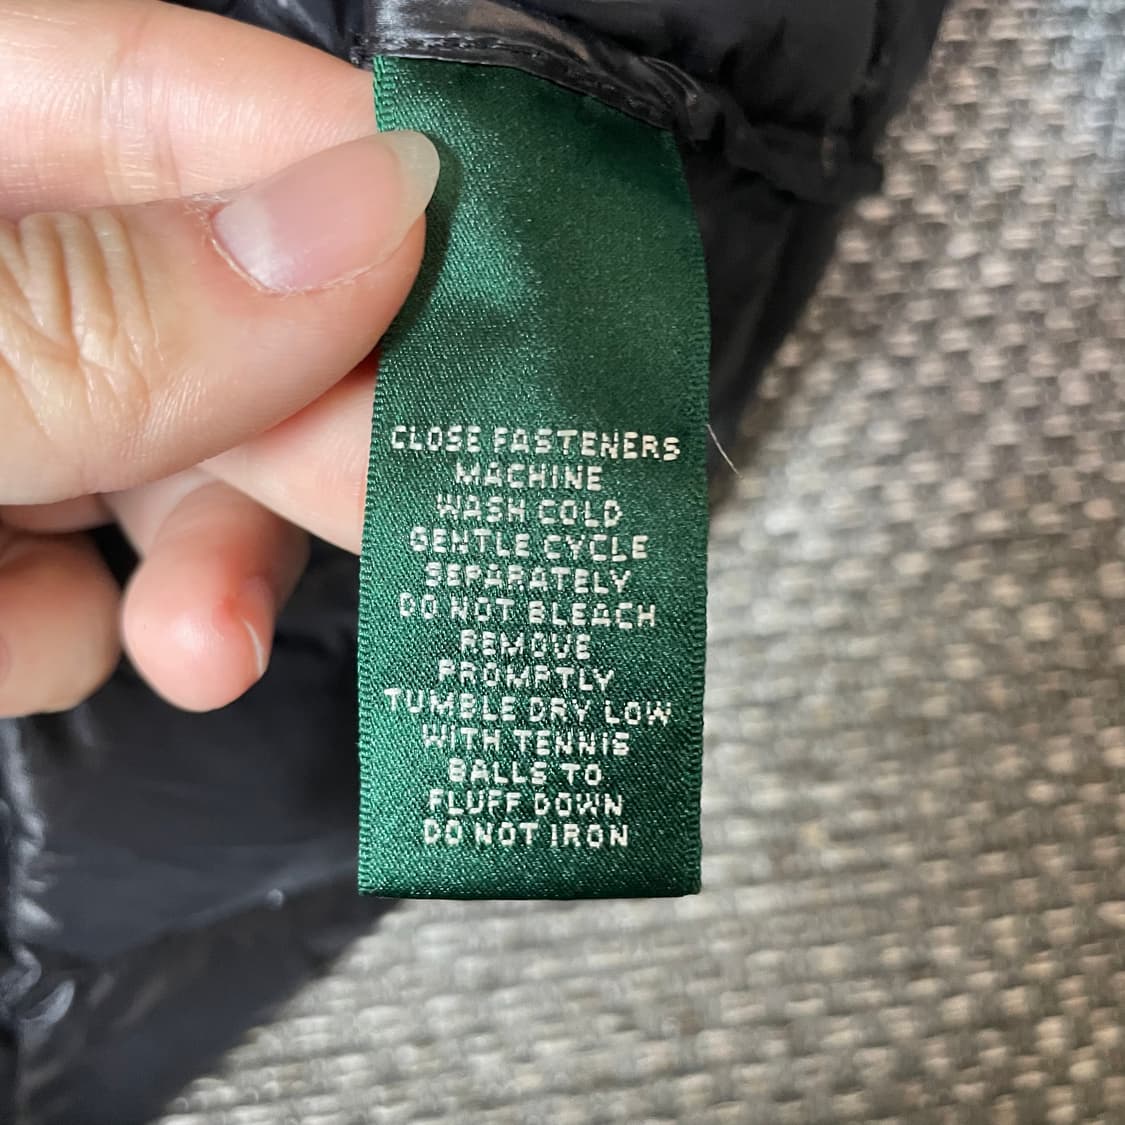 CLOSE FASTENERS
MACHINE
WASH COLD
GENTLE CYCLE
SEPARATELY
DO NOT BLEACH
REMOVE
PROMPTLY
TUMBLE DRY LOW
WITH TENNIS
BALLS TO
FLUFF DOWN
DO NOT IRON